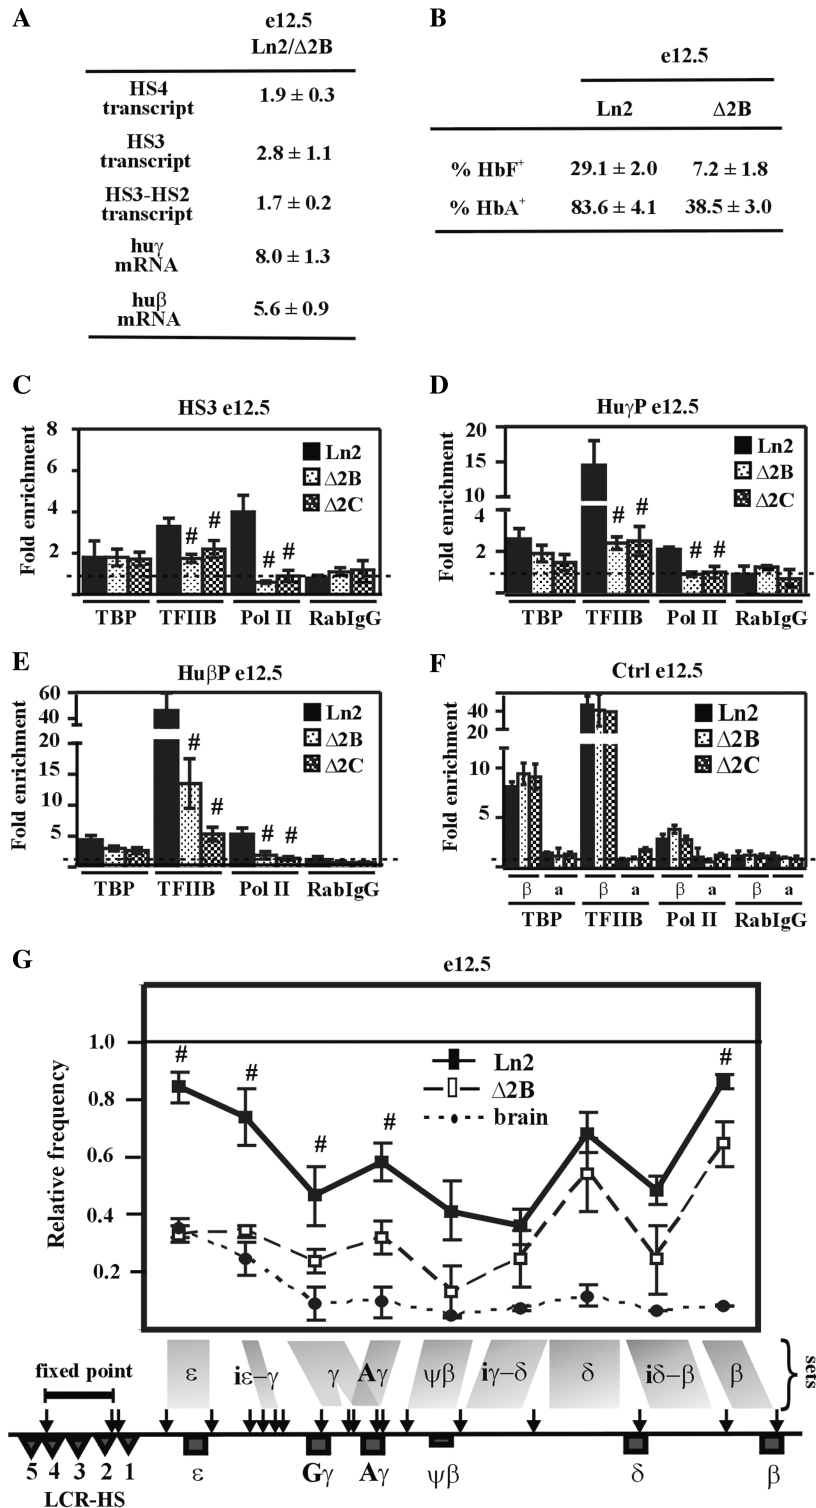 A
e12.5
Ln2/Δ2B
HS4
transcript
1.9 ± 0.3
HS3
transcript
2.8 ± 1.1
HS3-HS2
transcript
1.7 ± 0.2
huγ
mRNA
8.0 ± 1.3
huβ
mRNA
5.6 ± 0.9
B
e12.5
Ln2 Δ2B
% HbF+ 29.1 ± 2.0 7.2 ± 1.8
% HbA+ 83.6 ± 4.1 38.5 ± 3.0
C
HS3 e12.5
Fold enrichment
8
6
4
2
Ln2
Δ2B
Δ2C
# #
# #
TBP TFIIB Pol II RabIgG
D
HuγP e12.5
Fold enrichment
20
15
10
4
2
Ln2
Δ2B
Δ2C
# #
# #
TBP TFIIB Pol II RabIgG
E
HuβP e12.5
Fold enrichment
60
40
20
15
10
5
Ln2
Δ2B
Δ2C
#
#
# #
TBP TFIIB Pol II RabIgG
F
Ctrl e12.5
Fold enrichment
40
20
10
5
Ln2
Δ2B
Δ2C
β a β a β a β a
TBP TFIIB Pol II RabIgG
G
e12.5
Relative frequency
1.0
0.8
0.6
0.4
0.2
# # # # #
Ln2
Δ2B
brain
fixed point
ε iε−γ γ Aγ ψβ iγ−δ δ iδ−β β
sets
5 4 3 2 1
LCR-HS
ε Gγ Aγ ψβ δ β